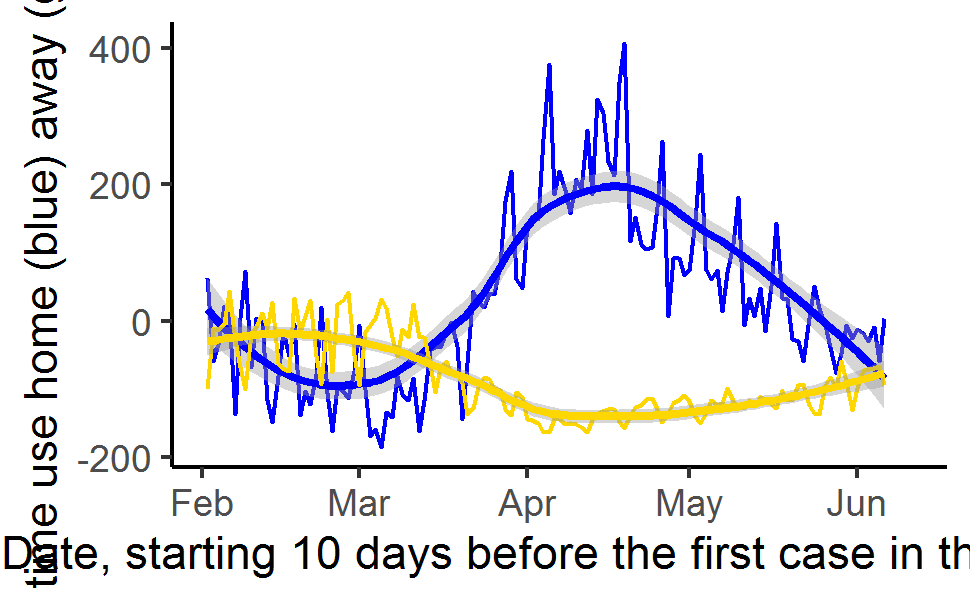 time use home (blue) away (g
400
200
0
-200
Feb Mar Apr May Jun
Date, starting 10 days before the first case in th